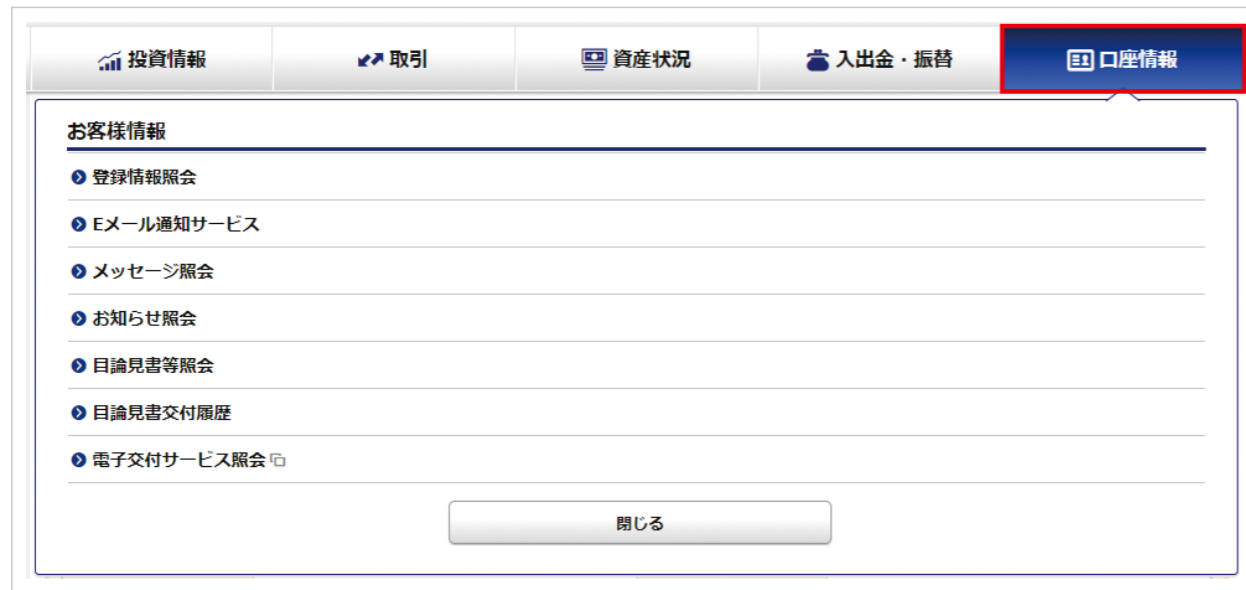 投資情報 取引 資産状況 入出金・振替 口座情報
お客様情報
登録情報照会
Eメール通知サービス
メッセージ照会
お知らせ照会
目論見書等照会
目論見書交付履歴
電子交付サービス照会
閉じる